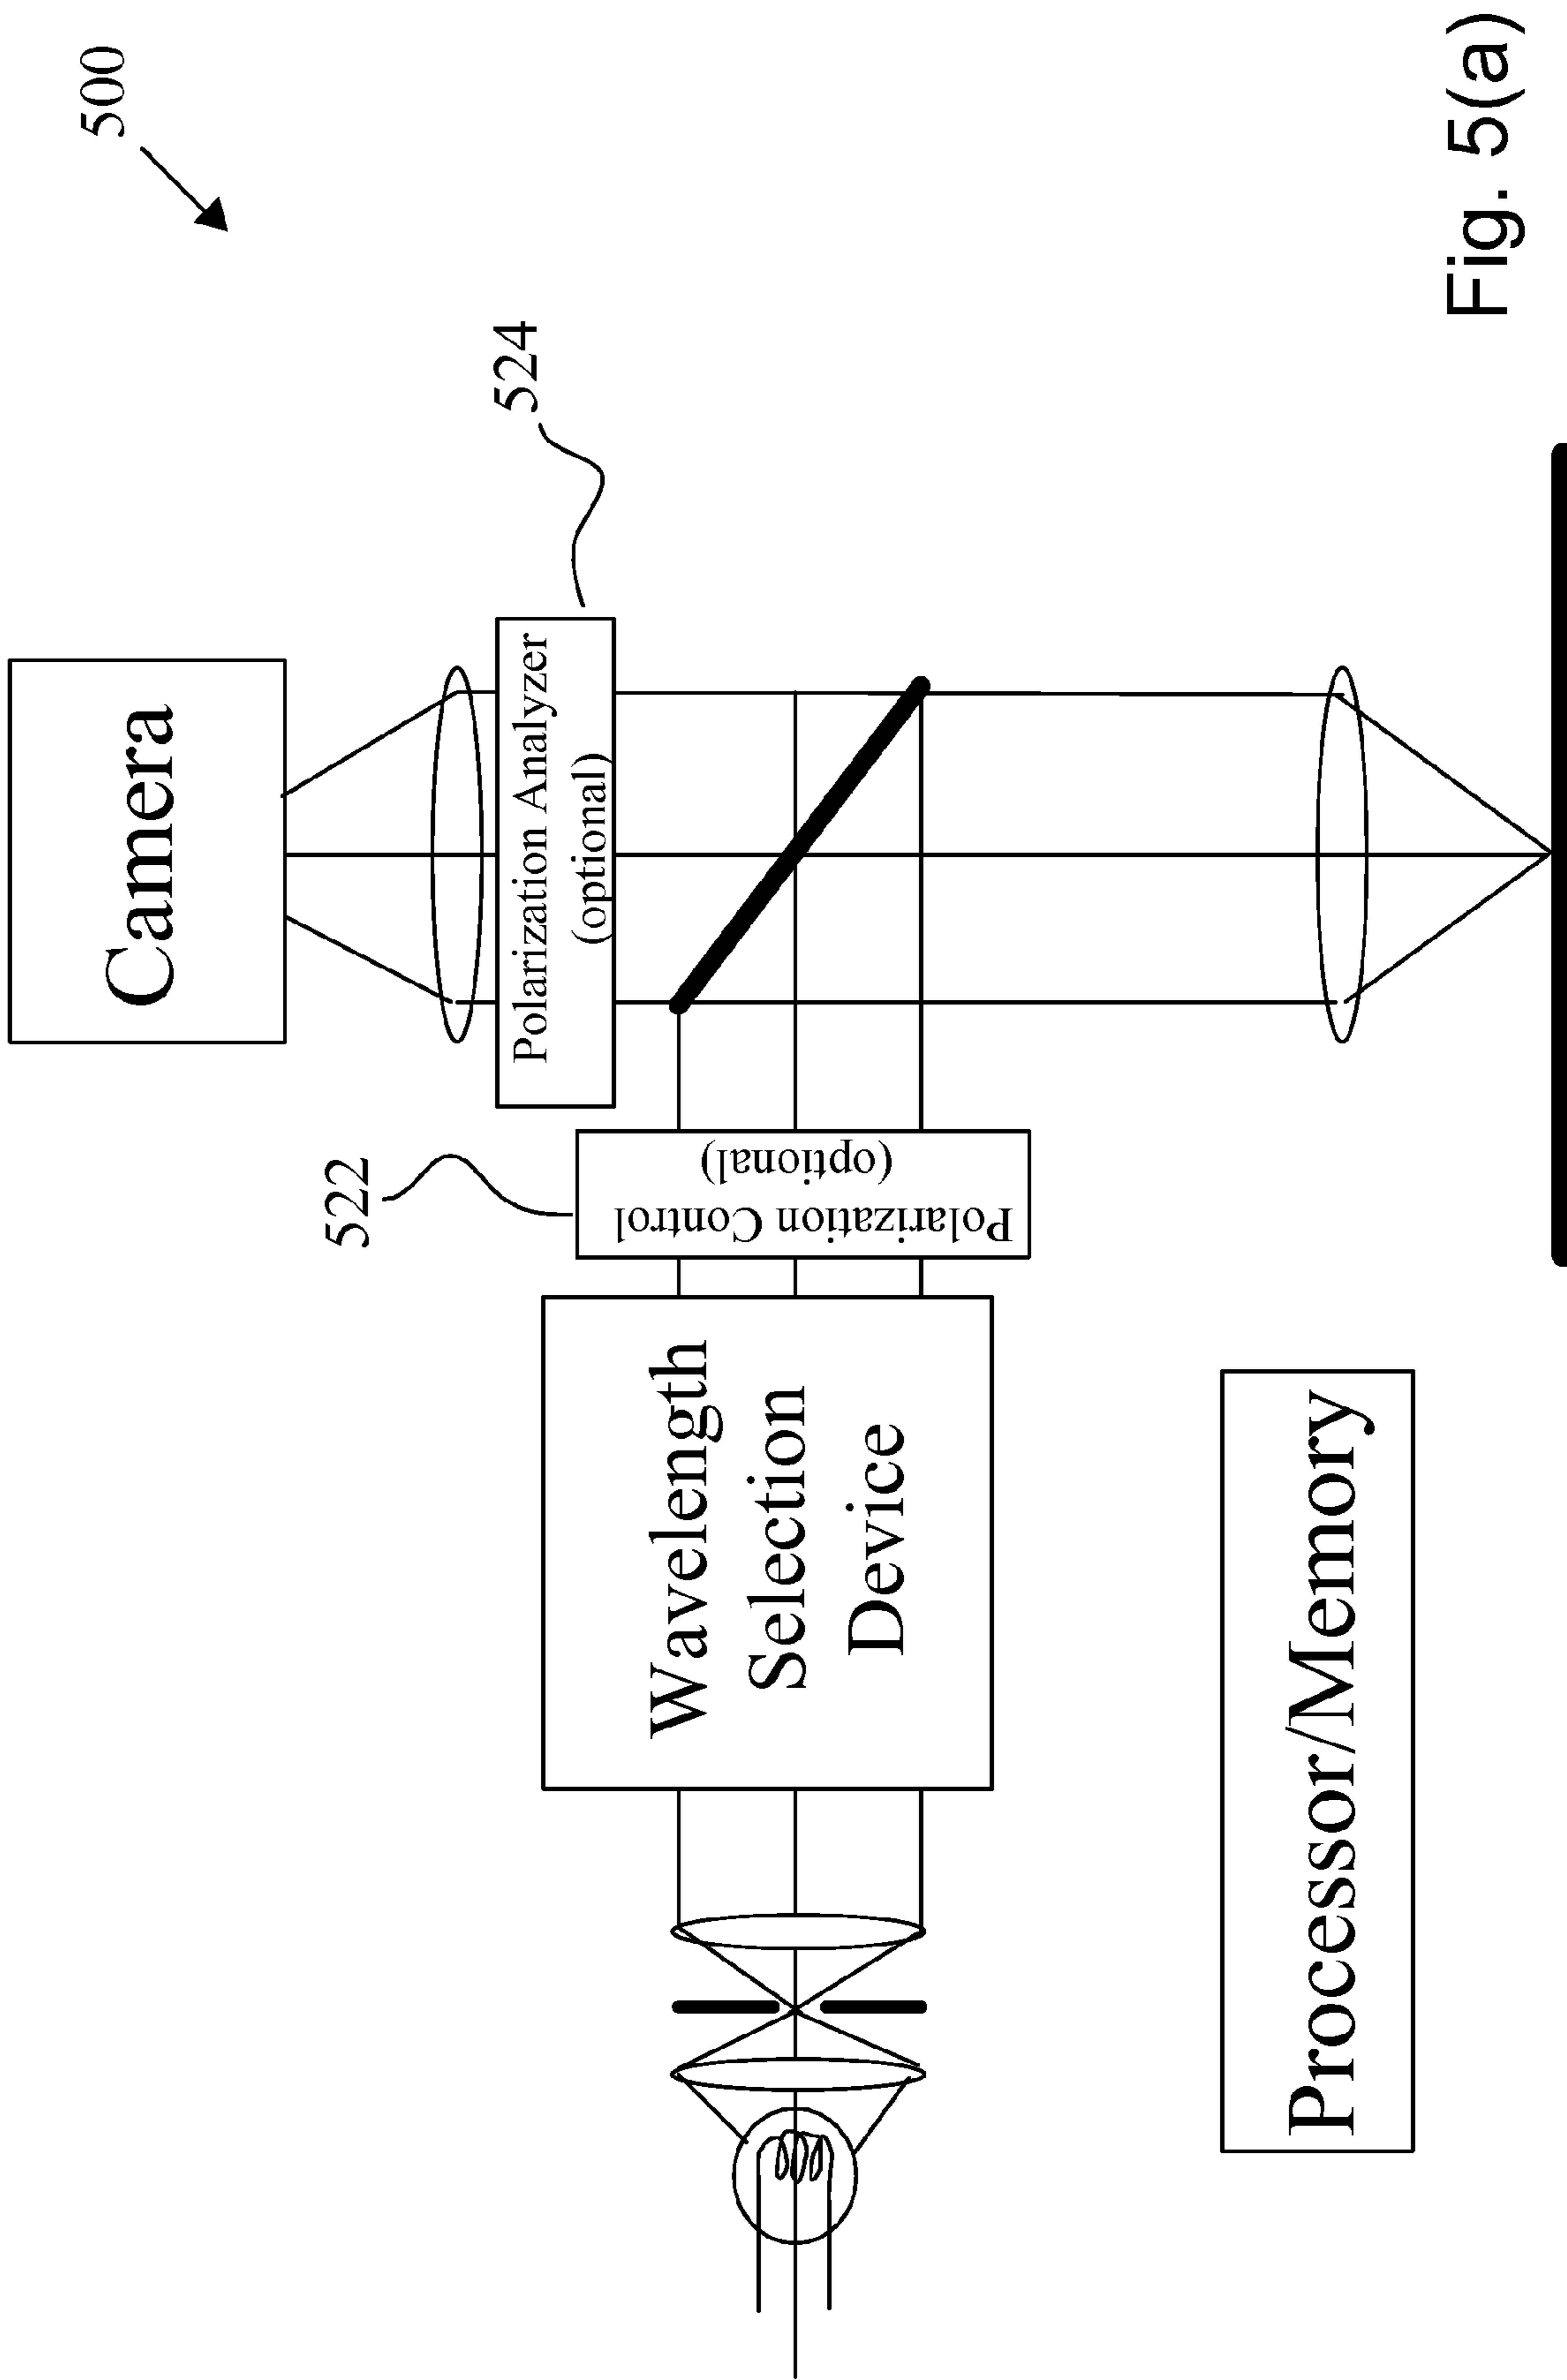 500
Camera
524
Polarization Analyzer
(optional)
522
Polarization Control
(optional)
Wavelength
Selection
Device
Processor/Memory
Fig. 5(a)